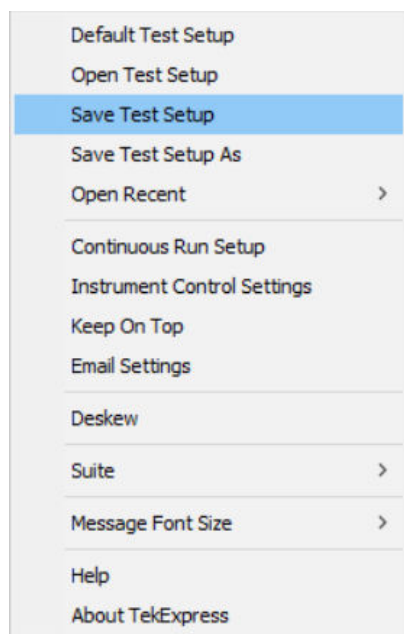 Default Test Setup
Open Test Setup
Save Test Setup
Save Test Setup As
Open Recent
Continuous Run Setup
Instrument Control Settings
Keep On Top
Email Settings
Deskew
Suite
Message Font Size
Help
About TekExpress